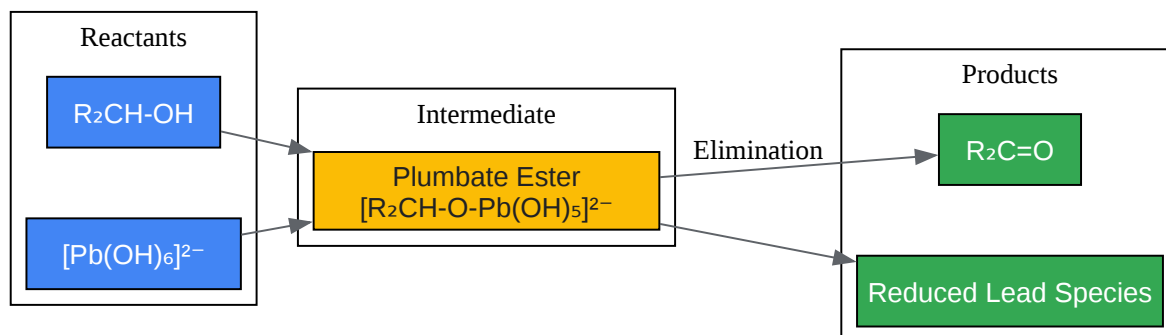 Reactants
R₂CH-OH
[Pb(OH)₆]²⁻
Intermediate
Plumbate Ester
[R₂CH-O-Pb(OH)₅]²⁻
Elimination
Products
R₂C=O
Reduced Lead Species